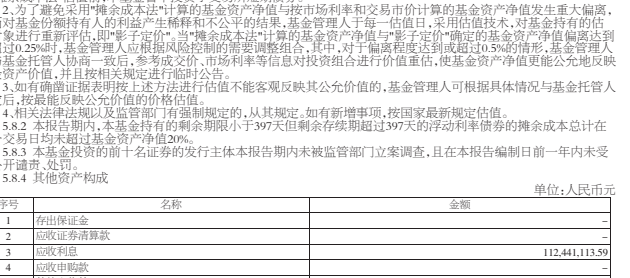 2、为了避免采用"摊余成本法"计算的基金资产净值与按市场利率和交易市价计算的基金资产净值发生重大偏离,
对基金份额持有人的利益产生稀释和不公平的结果,基金管理人于每一估值日,采用估值技术,对基金持有的估
象进行重新评估,即"影子定价"。当"摊余成本法"计算的基金资产净值与"影子定价"确定的基金资产净值偏离达到
过0.25%时,基金管理人应根据风险控制的需要调整组合,其中,对于偏离程度达到或超过0.5%的情形,基金管理人
基金托管人协商一致后,参考成交价、市场利率等信息对投资组合进行价值重估,使基金资产净值更能公允地反映
资产价值,并且按相关规定进行临时公告。
3、如有确凿证据表明按上述方法进行估值不能客观反映其公允价值的,基金管理人可根据具体情况与基金托管人
后,按最能反映公允价值的价格估值。
4、相关法律法规以及监管部门有强制规定的,从其规定。如有新增事项,按国家最新规定估值。
5.8.2 本报告期内,本基金持有的剩余期限小于397天但剩余存续期超过397天的浮动利率债券的摊余成本总计在
交易日均未超过基金资产净值20%。
5.8.3 本基金投资的前十名证券的发行主体本报告期内未被监管部门立案调查,且在本报告编制日前一年内未受
开谴责、处罚。
5.8.4 其他资产构成
单位:人民币元
序号 名称 金额
1 存出保证金 –
2 应收证券清算款 –
3 应收利息 112,441,113.59
4 应收申购款 –